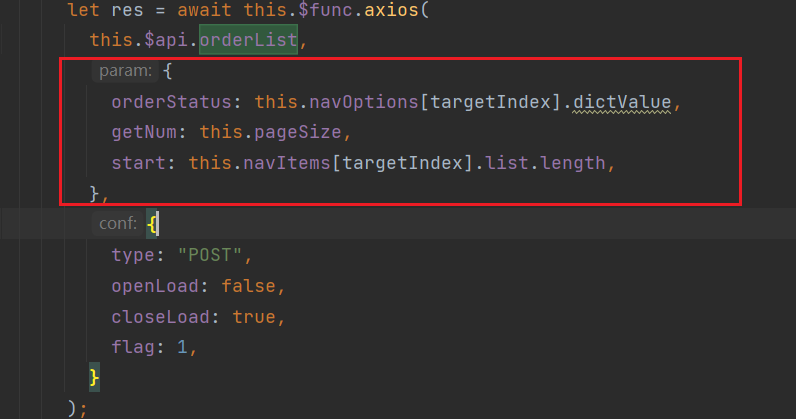 let res = await this.$func.axios(
this.$api.orderList,
param: {
orderStatus: this.navOptions[targetIndex].dictValue,
getNum: this.pageSize,
start: this.navItems[targetIndex].list.length,
},
conf: {
type: "POST",
openLoad: false,
closeLoad: true,
flag: 1,
}
);